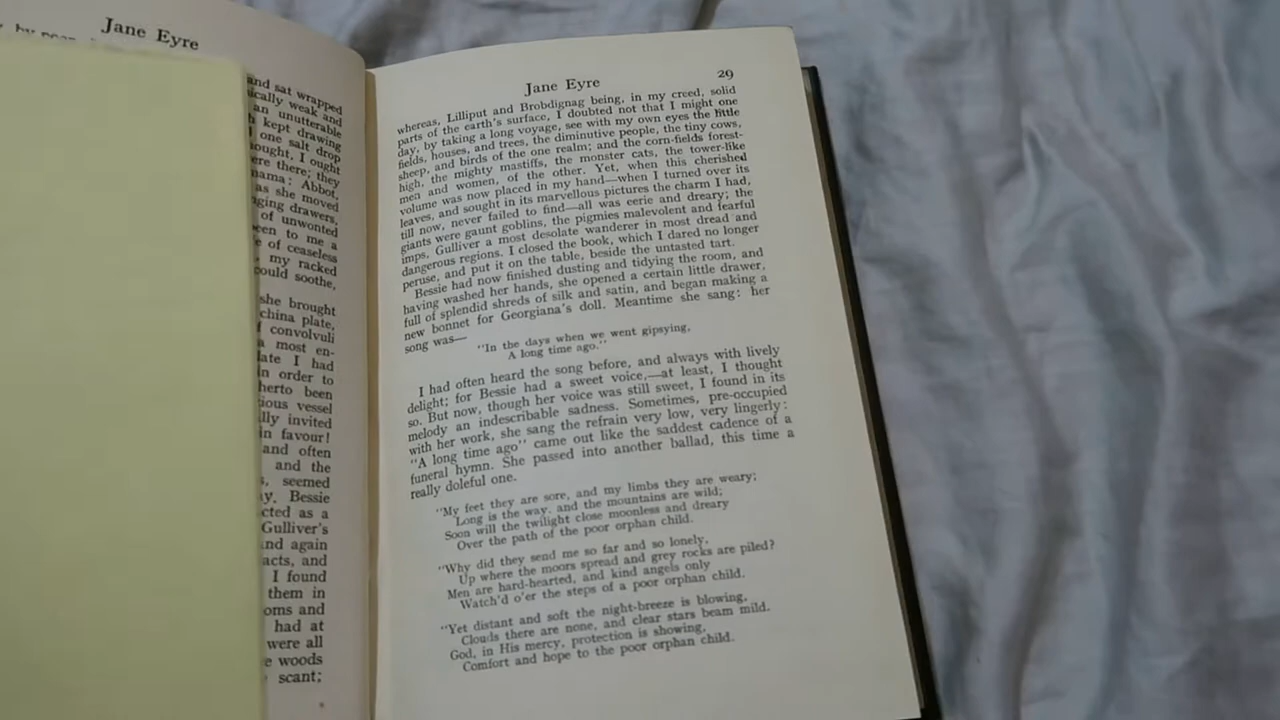 Jane Eyre
and sat wrapped
ically weak and
an unutterable
kept drawing
one salt drop
ought, I ought
ere there; they
nama: Abbot,
as she moved
ging drawers,
of unwonted
een to me a
e of ceaseless
my racked
could soothe,
she brought
china plate,
convolvuli
a most en-
late I had
in order to
herto been
ious vessel
lly invited
in favour!
and often
and the
, seemed
y. Bessie
cted as a
Gulliver's
nd again
acts, and
I found
them in
oms and
had at
were all
e woods
scant;
Jane Eyre 29
whereas, Lilliput and Brobdignag being, in my creed, solid
parts of the earth's surface, I doubted not that I might one
day, by taking a long voyage, see with my own eyes the little
fields, houses, and trees, the diminutive people, the tiny cows,
sheep, and birds of the one realm; and the corn-fields forest-
high, the mighty mastiffs, the monster cats, the tower-like
men and women, of the other. Yet, when this cherished
volume was now placed in my hand—when I turned over its
leaves, and sought in its marvellous pictures the charm I had,
till now, never failed to find—all was eerie and dreary; the
giants were gaunt goblins, the pigmies malevolent and fearful
imps, Gulliver a most desolate wanderer in most dread and
dangerous regions. I closed the book, which I dared no longer
peruse, and put it on the table, beside the untasted tart.
Bessie had now finished dusting and tidying the room, and
having washed her hands, she opened a certain little drawer,
full of splendid shreds of silk and satin, and began making a
new bonnet for Georgiana's doll. Meantime she sang: her
song was—
"In the days when we went gipsying,
A long time ago."
I had often heard the song before, and always with lively
delight; for Bessie had a sweet voice,—at least, I thought
so. But now, though her voice was still sweet, I found in its
melody an indescribable sadness. Sometimes, pre-occupied
with her work, she sang the refrain very low, very lingerly:
"A long time ago" came out like the saddest cadence of a
funeral hymn. She passed into another ballad, this time a
really doleful one.
"My feet they are sore, and my limbs they are weary;
Long is the way, and the mountains are wild;
Soon will the twilight close moonless and dreary
Over the path of the poor orphan child.
"Why did they send me so far and so lonely,
Up where the moors spread and grey rocks are piled?
Men are hard-hearted, and kind angels only
Watch'd o'er the steps of a poor orphan child.
"Yet distant and soft the night-breeze is blowing,
Clouds there are none, and clear stars beam mild.
God, in His mercy, protection is showing,
Comfort and hope to the poor orphan child.